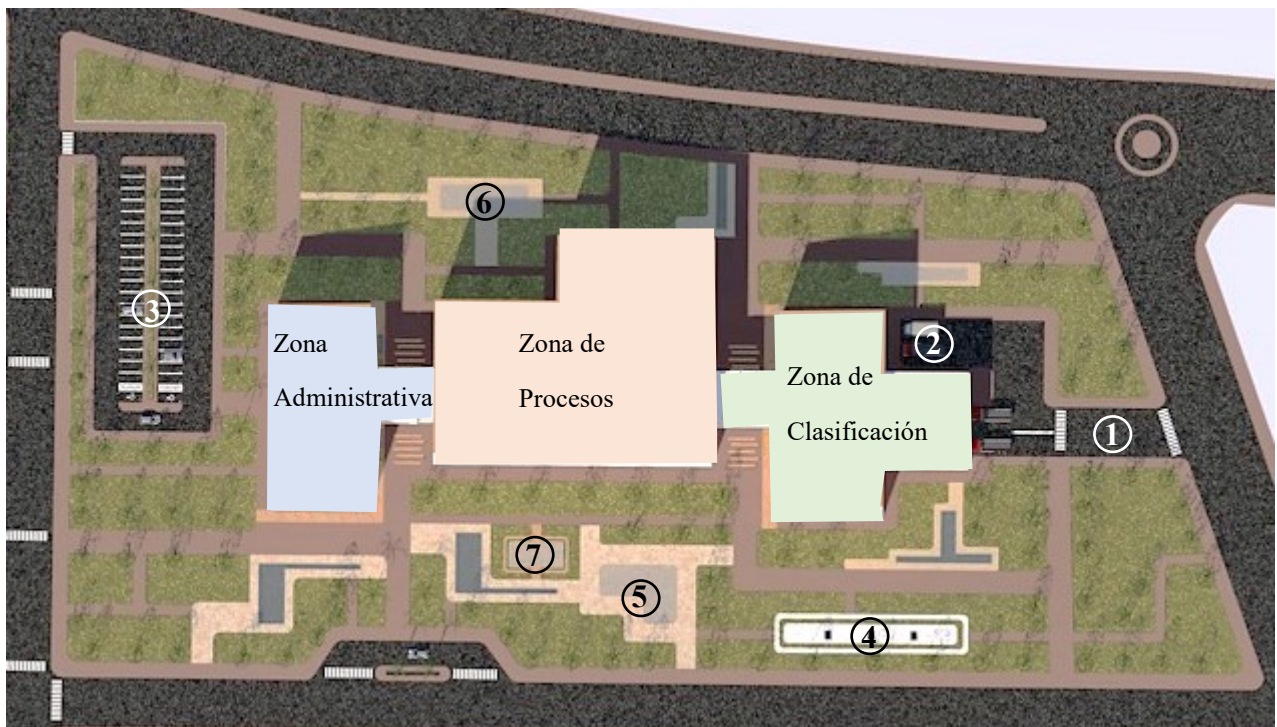 6
3
Zona
Administrativa
Zona de
Procesos
Zona de
Clasificación
2
1
7
5
4